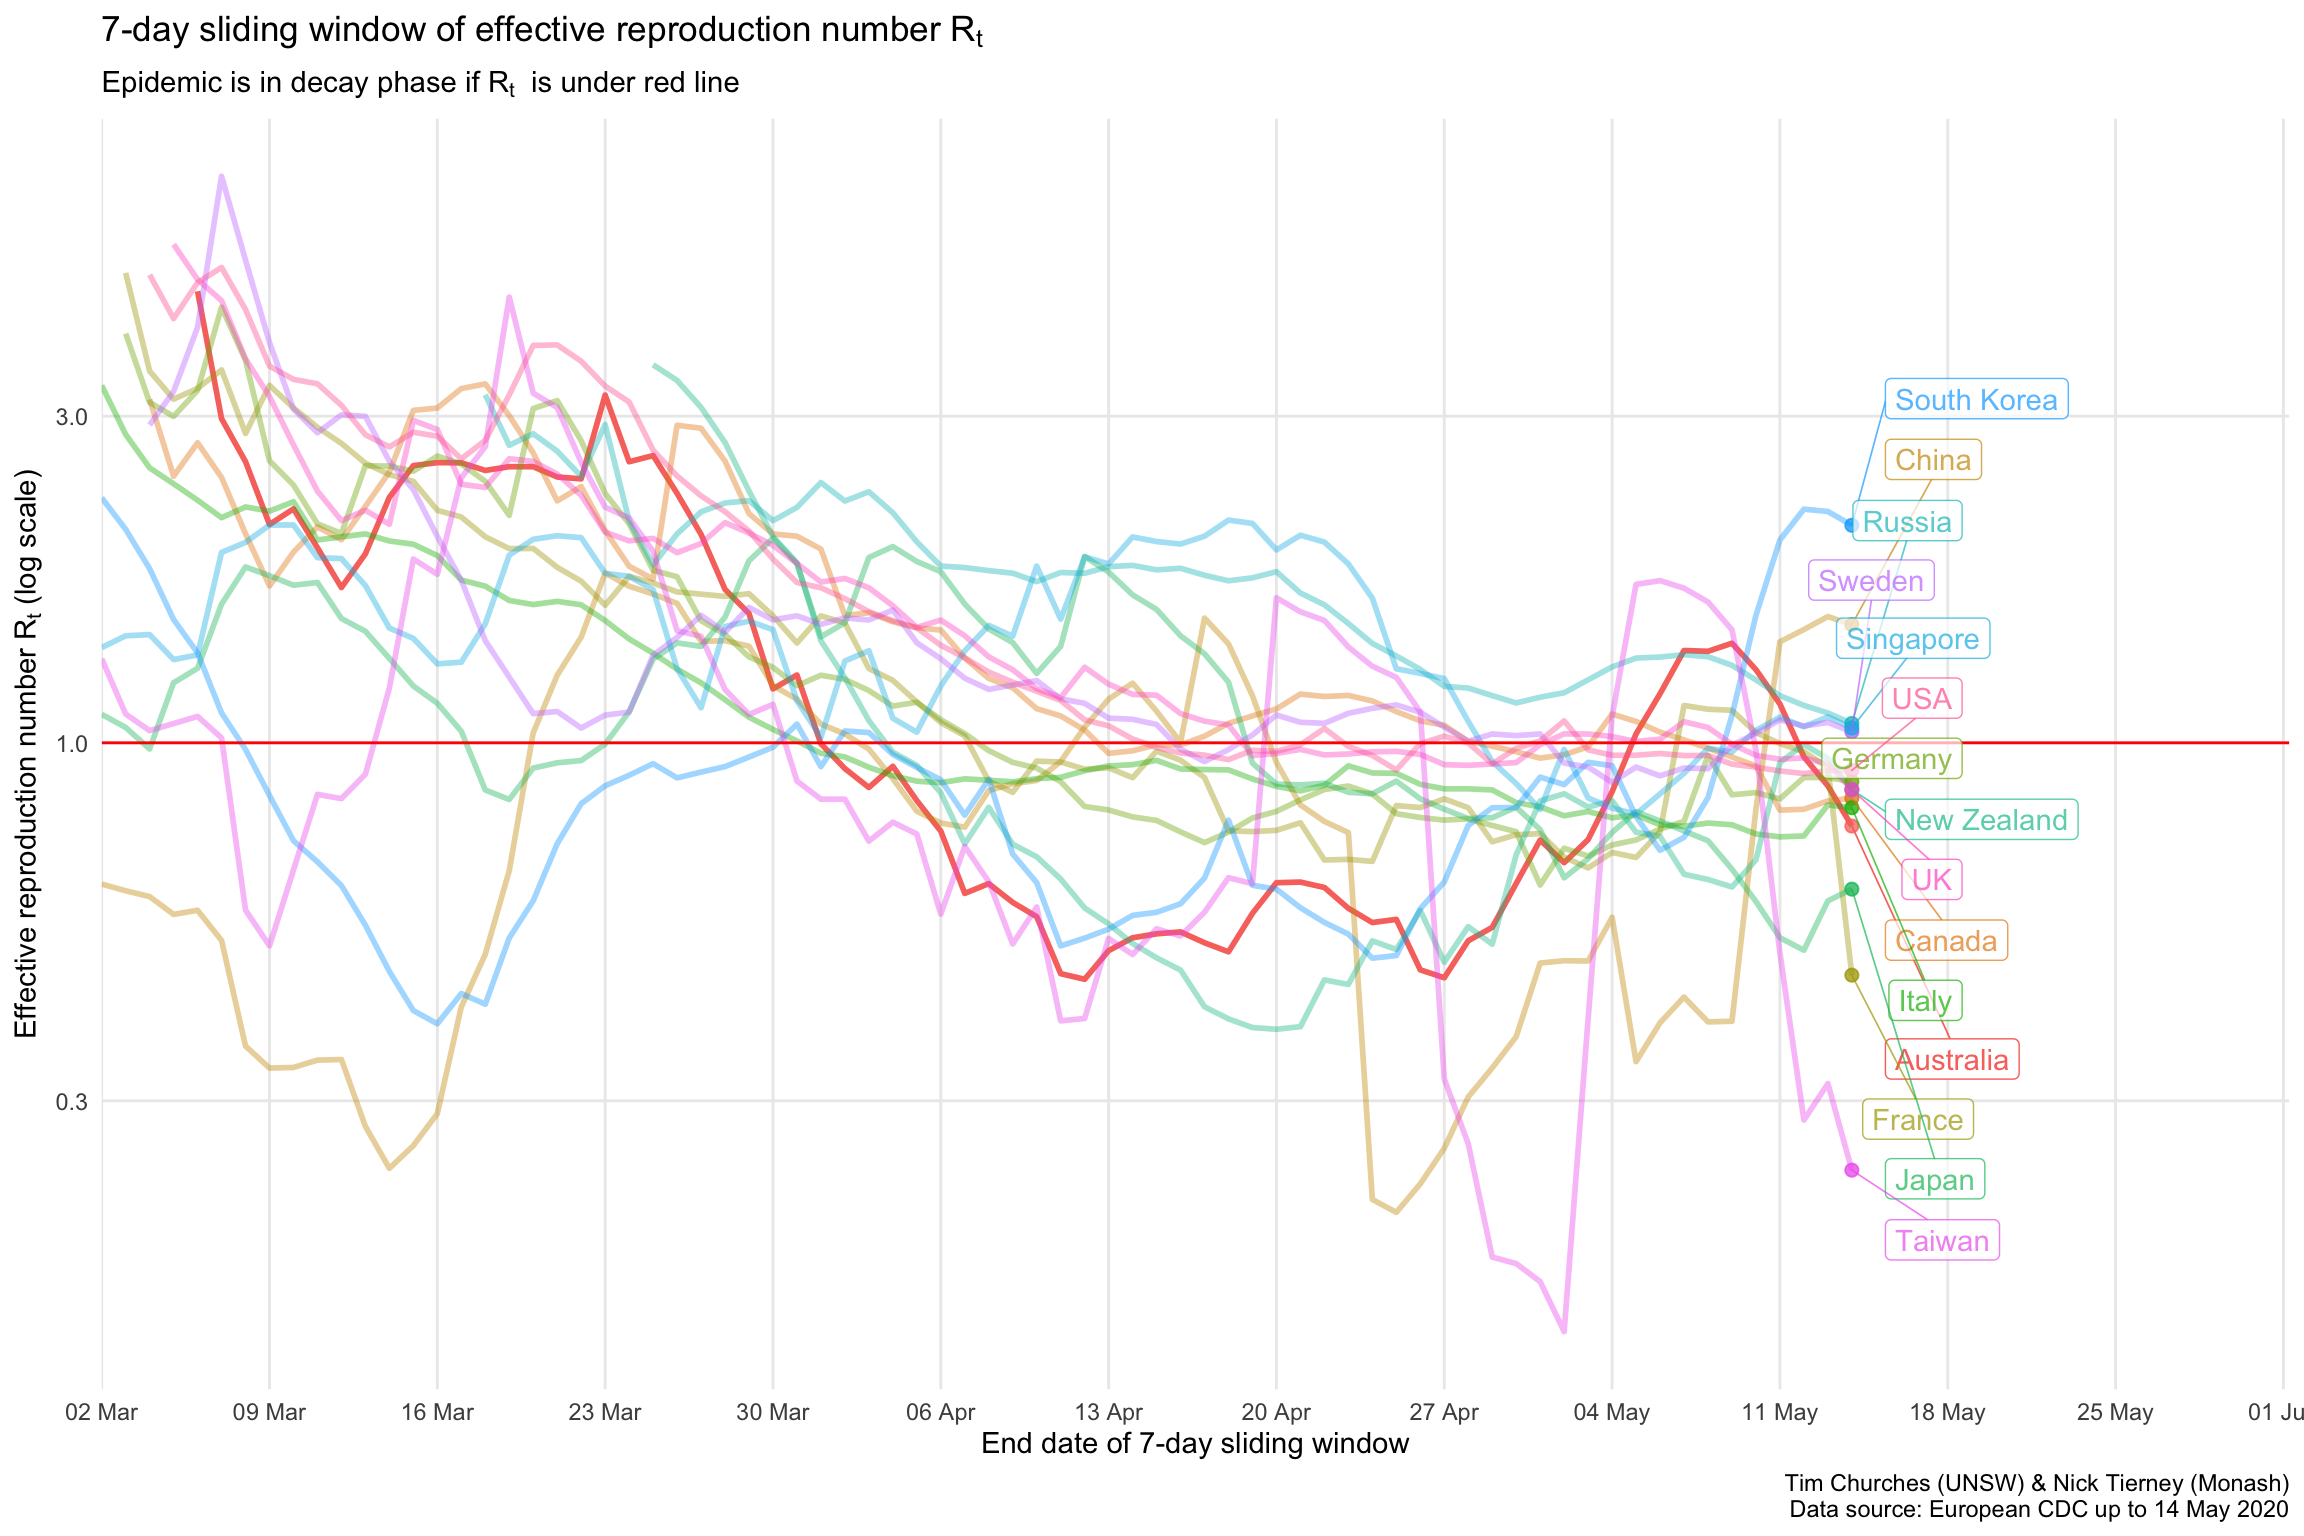 7-day sliding window of effective reproduction number Rt
Epidemic is in decay phase if Rt is under red line
Effective reproduction number Rt (log scale)
3.0
1.0
0.3
South Korea
China
Russia
Sweden
Singapore
USA
Germany
New Zealand
UK
Canada
Italy
Australia
France
Japan
Taiwan
02 Mar
09 Mar
16 Mar
23 Mar
30 Mar
06 Apr
13 Apr
20 Apr
27 Apr
04 May
11 May
18 May
25 May
01 Ju
End date of 7-day sliding window
Tim Churches (UNSW) & Nick Tierney (Monash)
Data source: European CDC up to 14 May 2020